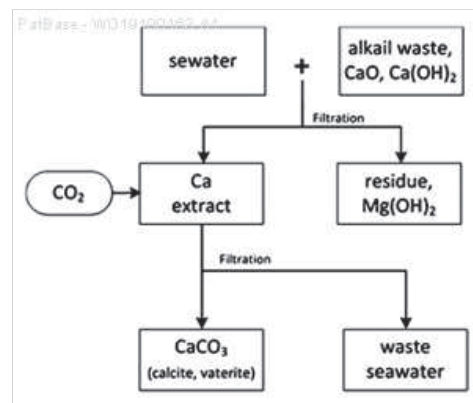 sewater
+
alkail waste,
CaO, Ca(OH)₂
Filtration
CO₂
Ca
extract
residue,
Mg(OH)₂
Filtration
CaCO₃
(calcite, vaterite)
waste
seawater